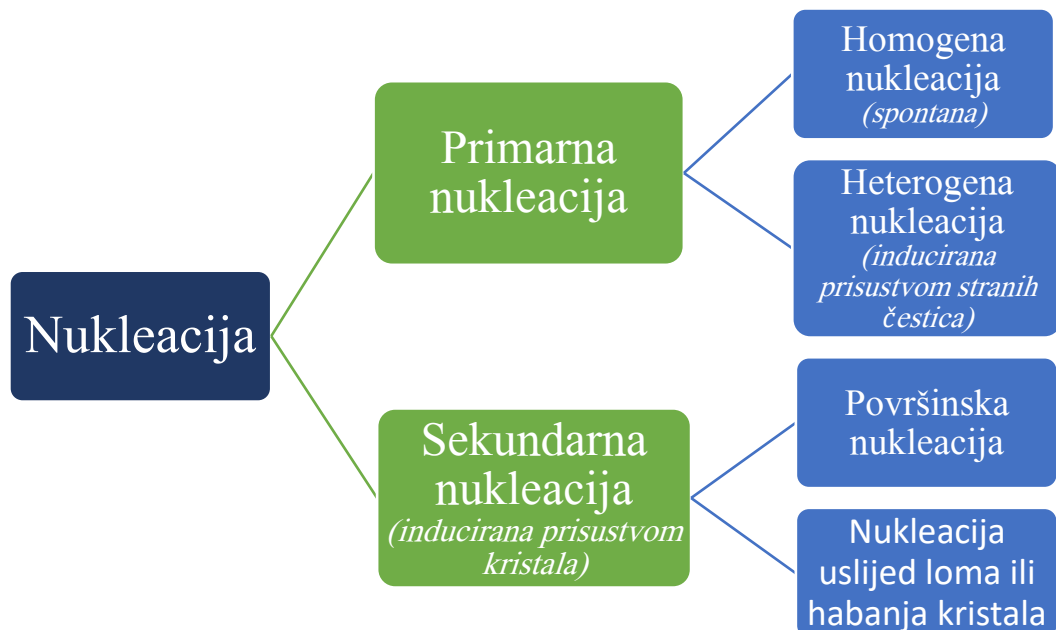 Nukleacija
Primarna
nukleacija
Homogena
nukleacija
(spontana)
Heterogena
nukleacija
(inducirana
prisustvom stranih
čestica)
Sekundarna
nukleacija
(inducirana prisustvom
kristala)
Površinska
nukleacija
Nukleacija
uslijed loma ili
habanja kristala